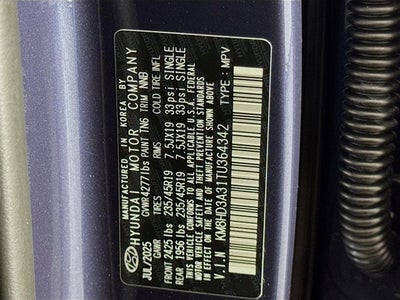 MANUFACTURED IN KOREA BY
HYUNDAI MOTOR COMPANY
JUL/2025 PAINT TNG TRIM NNB
GVWR 4277lbs
GAWR TIRES RIMS COLD TIRE INFL
FRONT 2425 lbs 235/45R19 7.5JX19 33psi SINGLE
REAR 1956 lbs 235/45R19 7.5JX19 33psi SINGLE
THIS VEHICLE CONFORMS TO ALL APPLICABLE U.S.A. FEDERAL
MOTOR VEHICLE SAFETY AND THEFT PREVENTION STANDARDS
IN EFFECT ON THE DATE OF MANUFACTURE SHOWN ABOVE.
V.I.N KM8HD3A31TU364342 TYPE : MPV